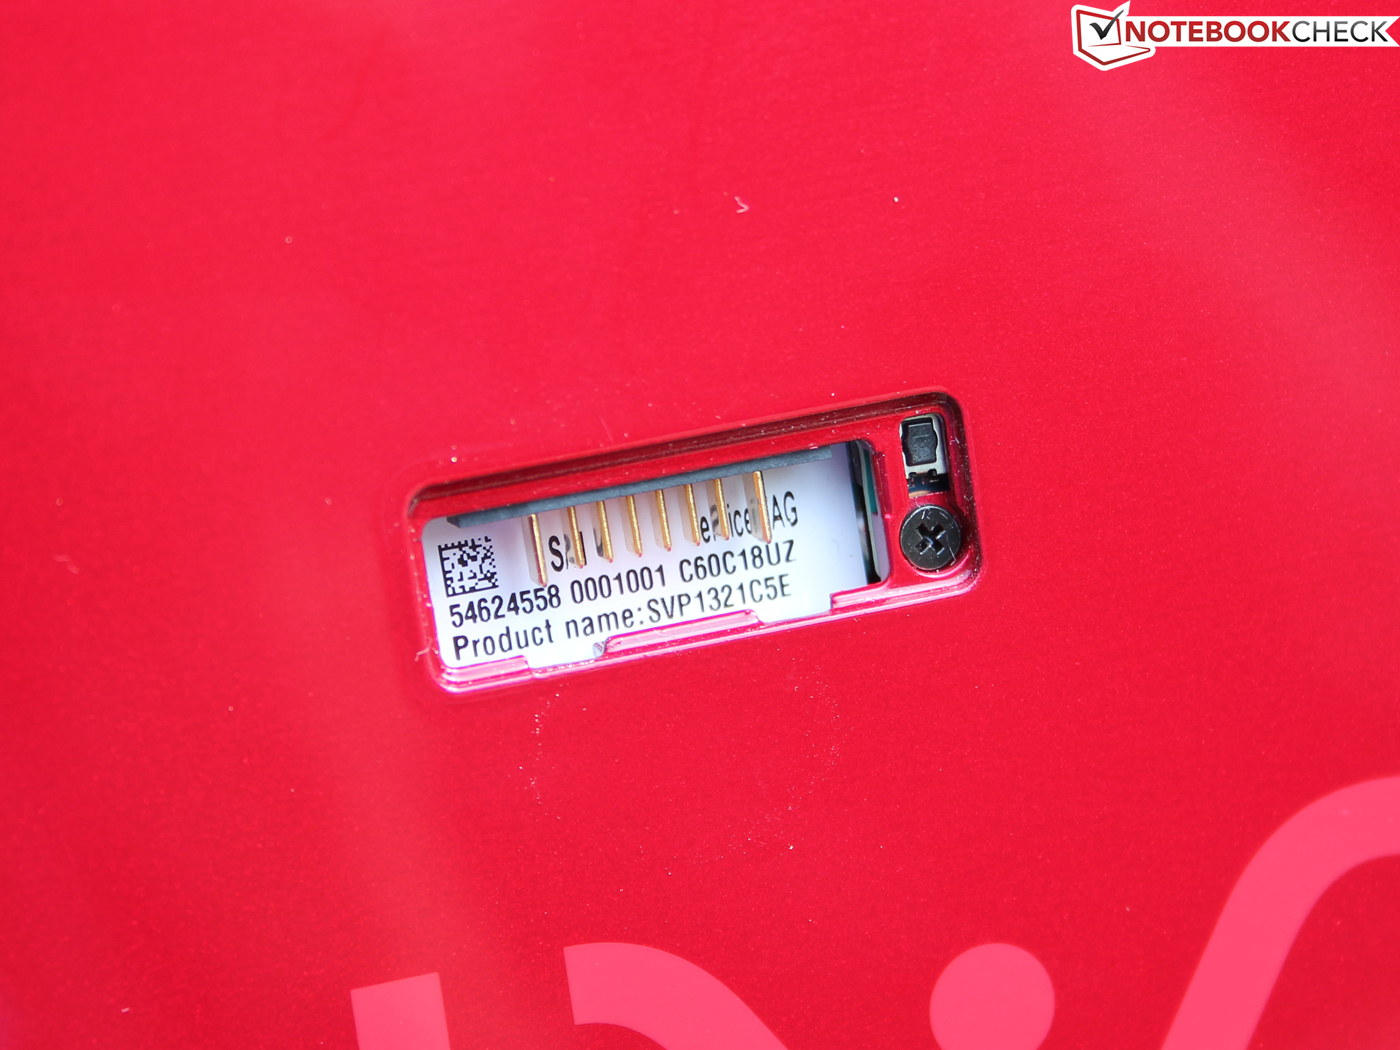 NOTEBOOKCHECK
54624558 0001001 C60C18UZ
Product name:SVP1321C5E